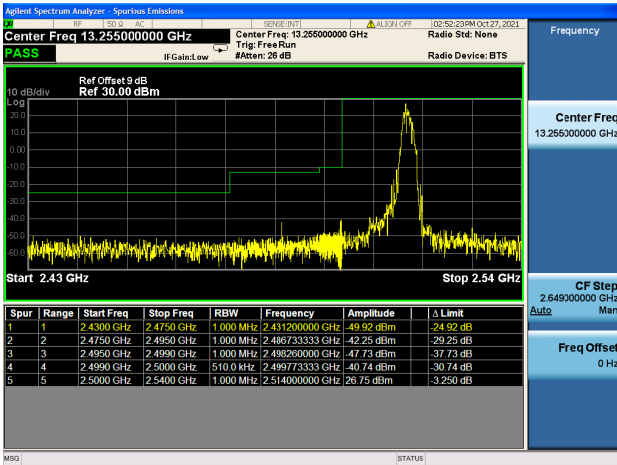 Agilent Spectrum Analyzer - Spurious Emissions
RF 50 Ω AC SENSE:INT ALIGN OFF 02:52:23PM Oct 27, 2021
Center Freq 13.255000000 GHz
Center Freq: 13.255000000 GHz
Radio Std: None
Trig: Free Run
PASS
IFGain:Low
#Atten: 26 dB
Radio Device: BTS
Ref Offset 9 dB
10 dB/div Ref 30.00 dBm
Log
20.0
10.0
0.00
-10.0
-20.0
-30.0
-40.0
-50.0
-60.0
Start 2.43 GHz Stop 2.54 GHz
Spur Range Start Freq Stop Freq RBW Frequency Amplitude Δ Limit
1 1 2.4300 GHz 2.4750 GHz 1.000 MHz 2.431200000 GHz -49.92 dBm -24.92 dB
2 2 2.4750 GHz 2.4950 GHz 1.000 MHz 2.486733333 GHz -42.25 dBm -29.25 dB
3 3 2.4950 GHz 2.4990 GHz 1.000 MHz 2.498260000 GHz -47.73 dBm -37.73 dB
4 4 2.4990 GHz 2.5000 GHz 510.0 kHz 2.499773333 GHz -40.74 dBm -30.74 dB
5 5 2.5000 GHz 2.5400 GHz 1.000 MHz 2.514000000 GHz 26.75 dBm -3.250 dB
MSG STATUS
Frequency
Center Freq
13.255000000 GHz
CF Step
2.649000000 GHz
Auto Man
Freq Offset
0 Hz